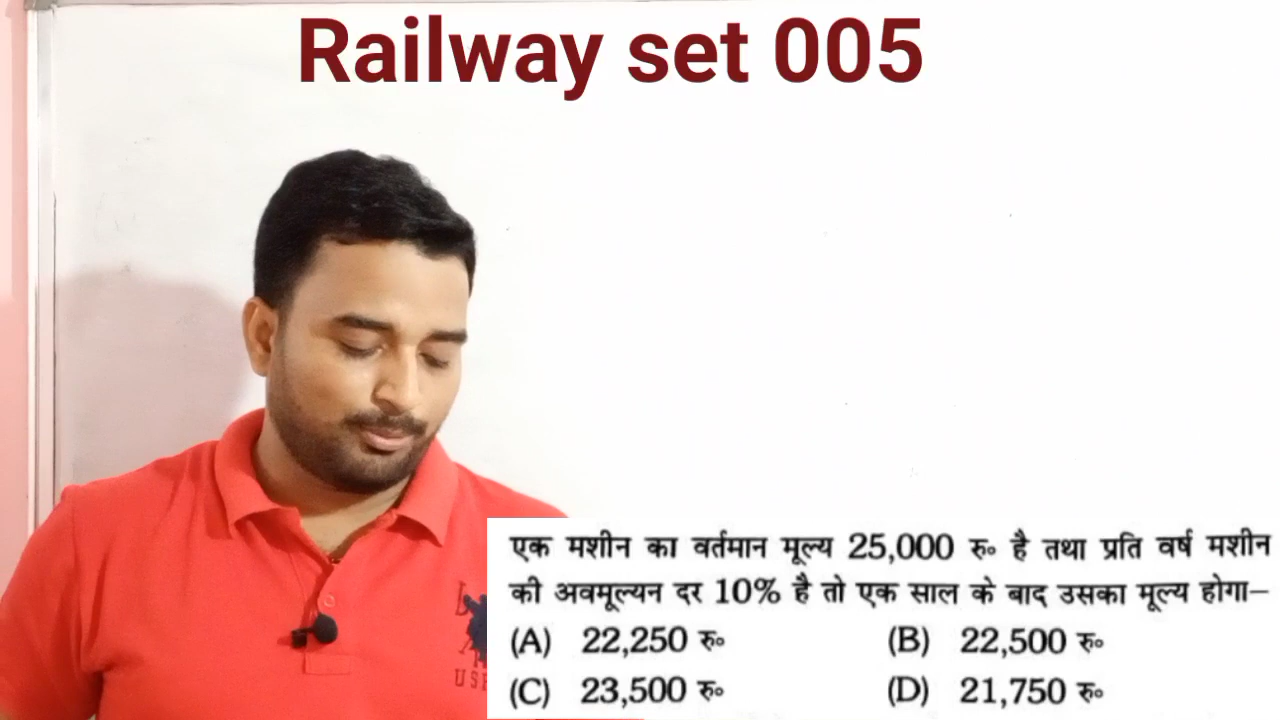 Railway set 005
एक मशीन का वर्तमान मूल्य 25,000 रु॰ है तथा प्रति वर्ष मशीन
की अवमूल्यन दर 10% है तो एक साल के बाद उसका मूल्य होगा–
(A) 22,250 रु॰ (B) 22,500 रु॰
(C) 23,500 रु॰ (D) 21,750 रु॰